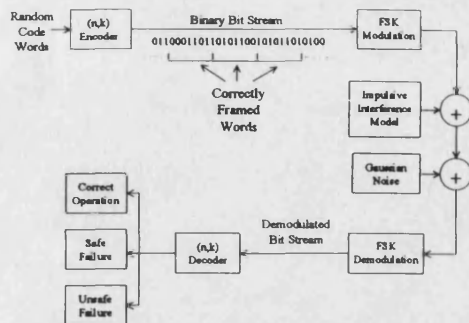 Random
Code
Words
(n,k)
Encoder
Binary Bit Stream
FSK
Modulation
Correctly
Framed
Words
Impulsive
Interference
Model
+
Gaussian
Noise
+
Correct
Operation
Safe
Failure
Unsafe
Failure
(n,k)
Decoder
Demodulated
Bit Stream
FSK
Demodulation